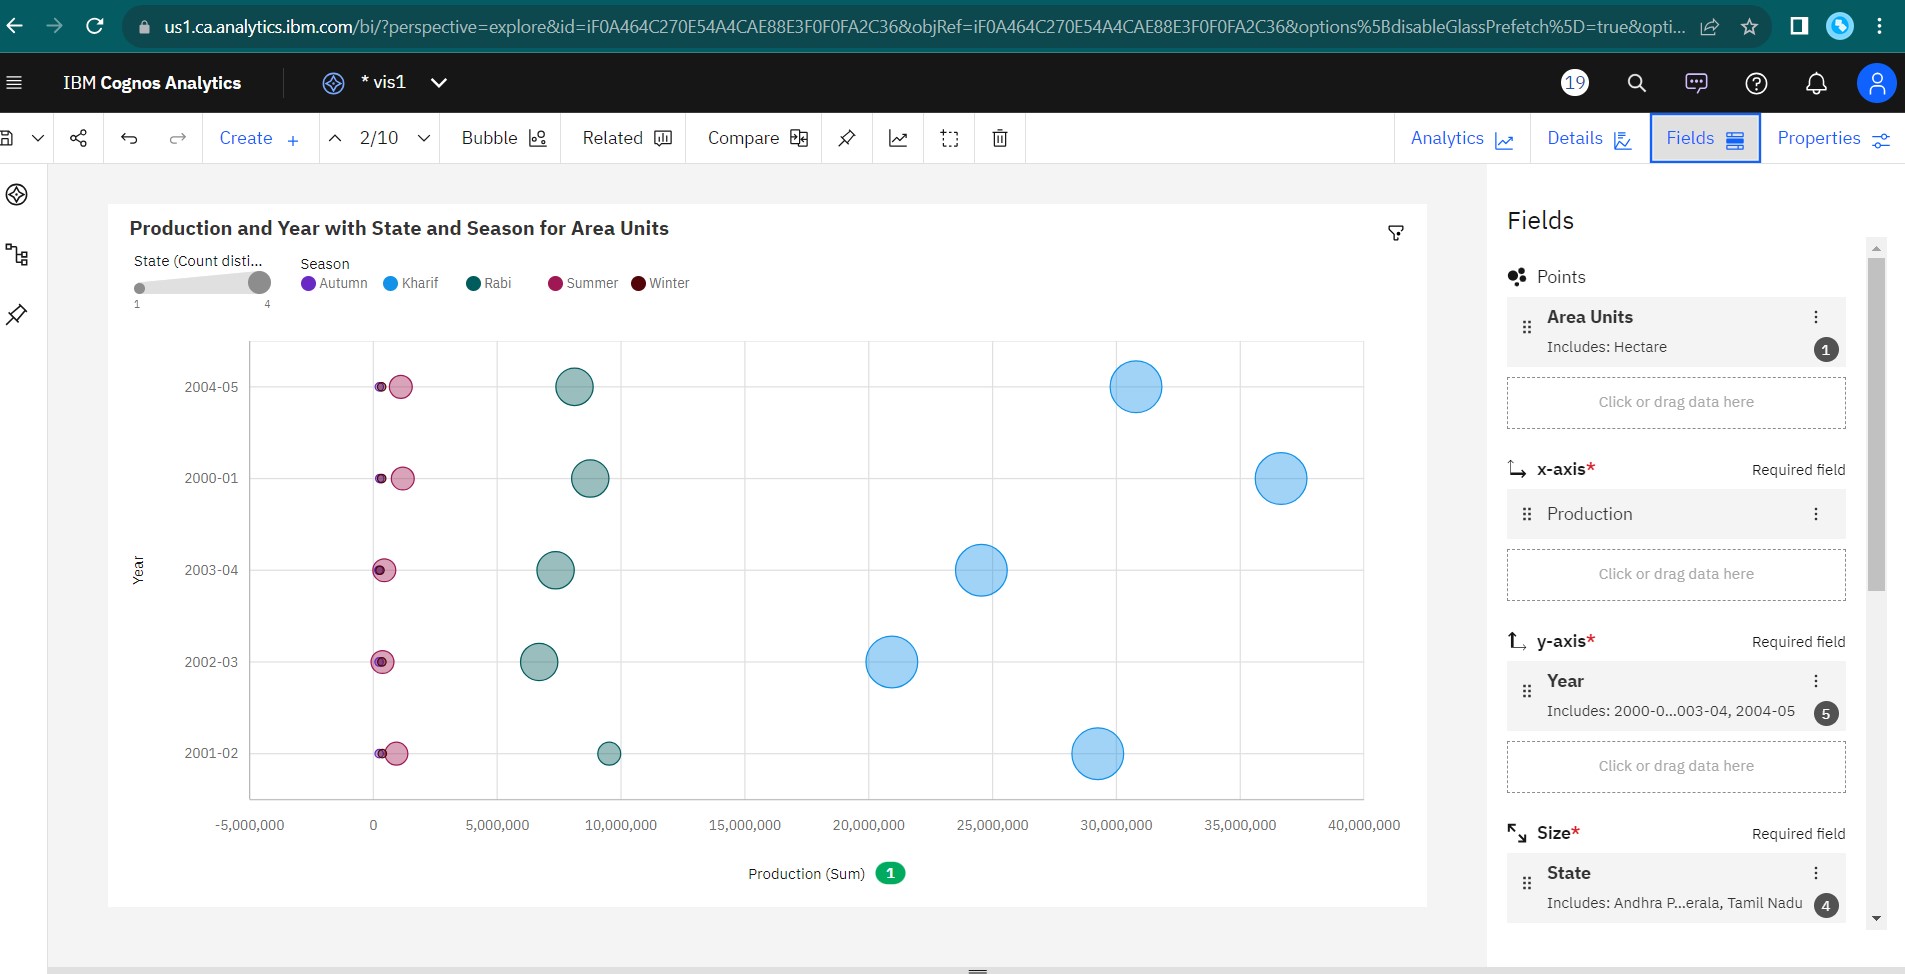 us1.ca.analytics.ibm.com/bi/?perspective=explore&id=iF0A464C270E54A4CAE88E3F0F0FA2C36&objRef=iF0A464C270E54A4CAE88E3F0F0FA2C36&options%5BdisableGlassPrefetch%5D=true&opti...
IBM Cognos Analytics
* vis1
19
Create +
2/10
Bubble
Related
Compare
Analytics
Details
Fields
Properties
Production and Year with State and Season for Area Units
State (Count disti...
1
4
Season
Autumn
Kharif
Rabi
Summer
Winter
Year
2004-05
2000-01
2003-04
2002-03
2001-02
-5,000,000
0
5,000,000
10,000,000
15,000,000
20,000,000
25,000,000
30,000,000
35,000,000
40,000,000
Production (Sum) 1
Fields
Points
Area Units
Includes: Hectare
1
Click or drag data here
x-axis*
Required field
Production
Click or drag data here
y-axis*
Required field
Year
Includes: 2000-0...003-04, 2004-05
5
Click or drag data here
Size*
Required field
State
Includes: Andhra P...erala, Tamil Nadu
4